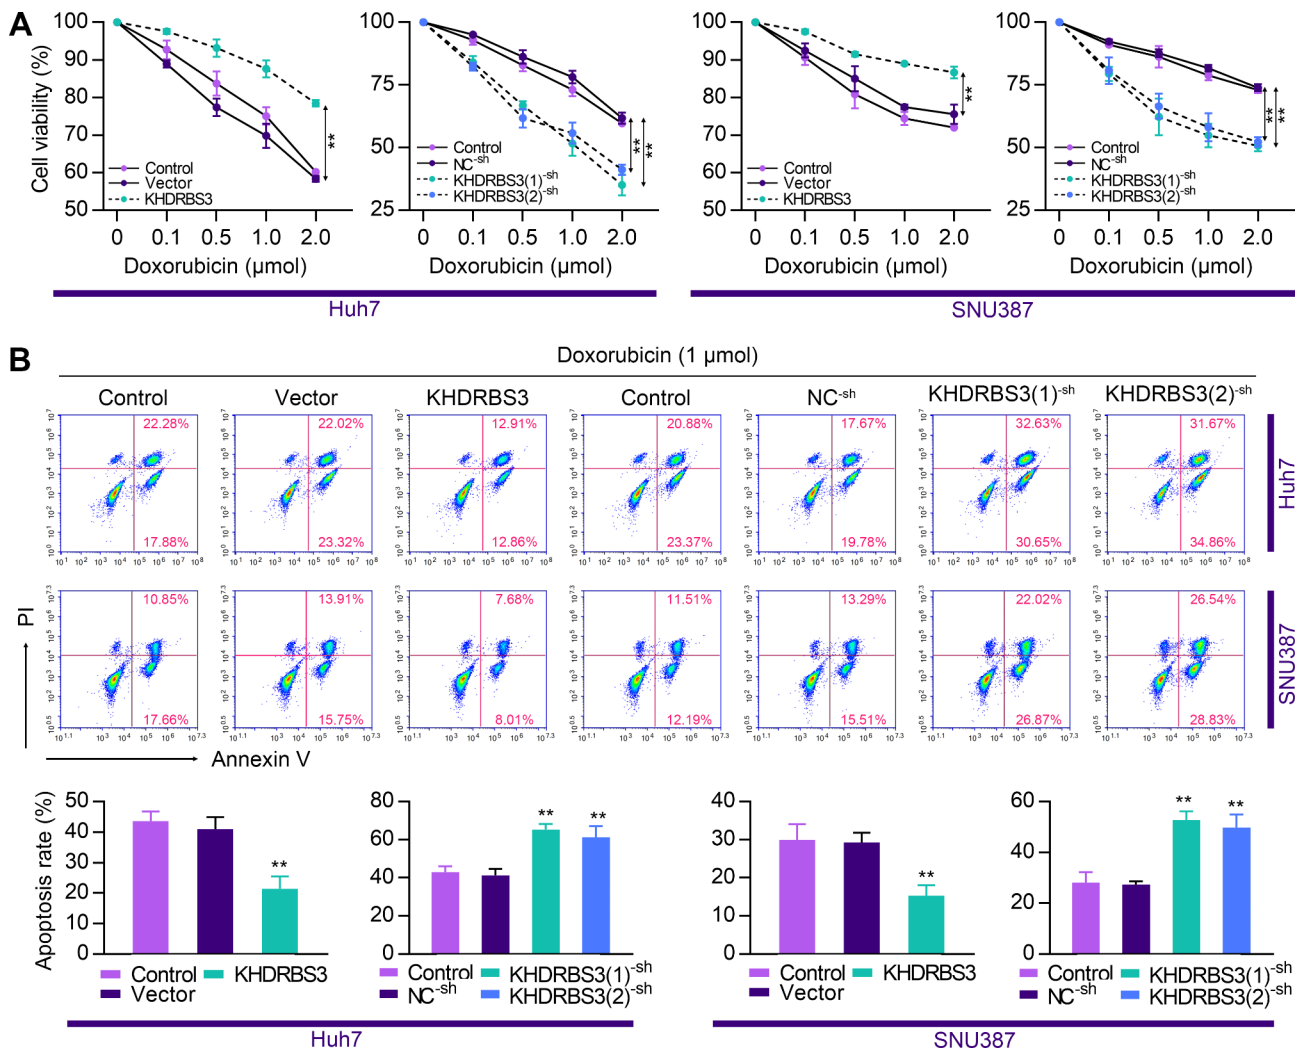 A
Cell viability (%)
100
90
80
70
60
50
Control
Vector
KHDRBS3
**
0 0.1 0.5 1.0 2.0
Doxorubicin (µmol)
100
75
50
25
Control
NC-sh
KHDRBS3(1)-sh
KHDRBS3(2)-sh
**
**
0 0.1 0.5 1.0 2.0
Doxorubicin (µmol)
Huh7
100
90
80
70
60
50
Control
Vector
KHDRBS3
**
0 0.1 0.5 1.0 2.0
Doxorubicin (µmol)
100
75
50
25
Control
NC-sh
KHDRBS3(1)-sh
KHDRBS3(2)-sh
**
**
0 0.1 0.5 1.0 2.0
Doxorubicin (µmol)
SNU387
B
Doxorubicin (1 µmol)
Control Vector KHDRBS3 Control NC-sh KHDRBS3(1)-sh KHDRBS3(2)-sh
22.28% 22.02% 12.91% 20.88% 17.67% 32.63% 31.67%
17.88% 23.32% 12.86% 23.37% 19.78% 30.65% 34.86%
Huh7
10.85% 13.91% 7.68% 11.51% 13.29% 22.02% 26.54%
17.66% 15.75% 8.01% 12.19% 15.51% 26.87% 28.83%
SNU387
PI
Annexin V
Apoptosis rate (%)
50
40
30
20
10
0
**
Control
KHDRBS3
Vector
80
60
40
20
0
** **
Control
KHDRBS3(1)-sh
NC-sh
KHDRBS3(2)-sh
Huh7
40
30
20
10
0
**
Control
KHDRBS3
Vector
60
40
20
0
** **
Control
KHDRBS3(1)-sh
NC-sh
KHDRBS3(2)-sh
SNU387